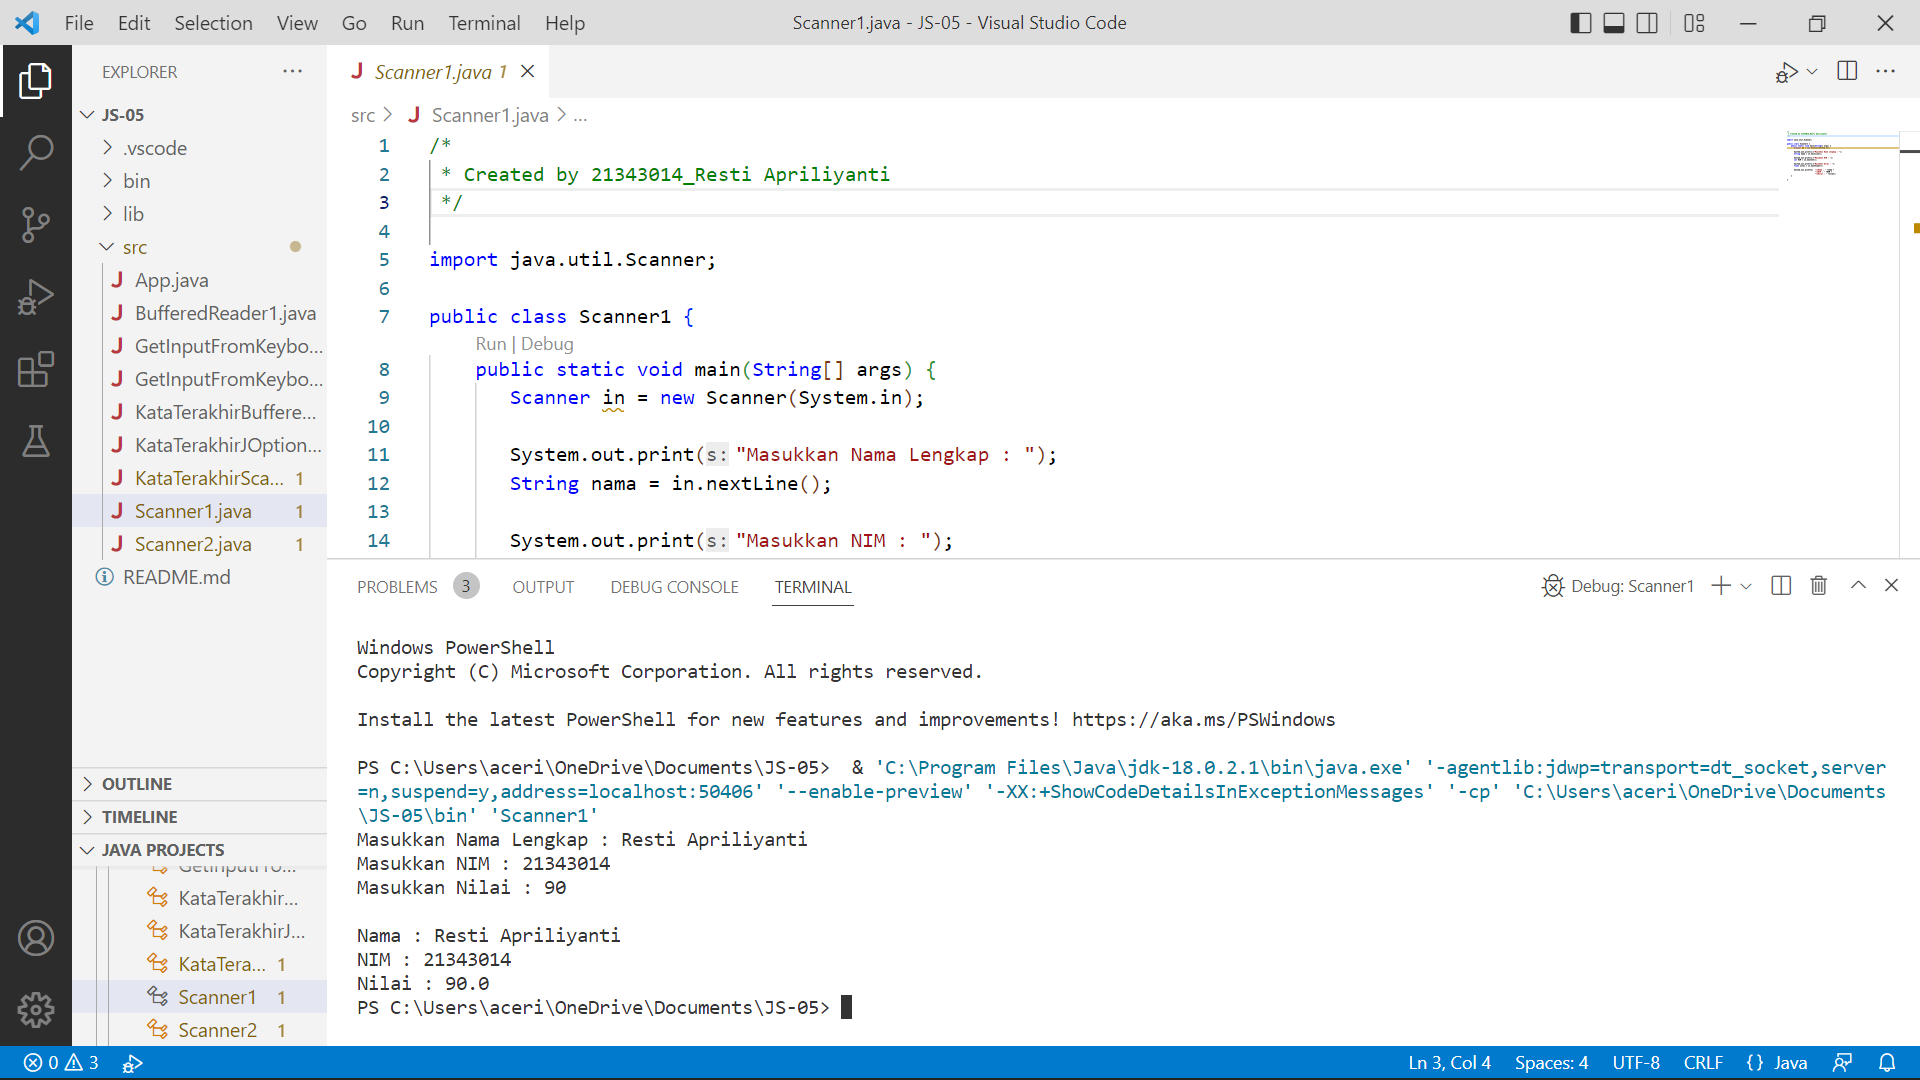 File Edit Selection View Go Run Terminal Help
Scanner1.java - JS-05 - Visual Studio Code
EXPLORER
JS-05
.vscode
bin
lib
src
App.java
BufferedReader1.java
GetInputFromKeybo...
GetInputFromKeybo...
KataTerakhirBuffere...
KataTerakhirJOption...
KataTerakhirSca... 1
Scanner1.java 1
Scanner2.java 1
README.md
OUTLINE
TIMELINE
JAVA PROJECTS
GetInputFro...
KataTerakhir...
KataTerakhirJ...
KataTera... 1
Scanner1 1
Scanner2 1
J Scanner1.java 1
src > J Scanner1.java > ...
1 /*
2 * Created by 21343014_Resti Apriliyanti
3 */
4
5 import java.util.Scanner;
6
7 public class Scanner1 {
Run | Debug
8 public static void main(String[] args) {
9 Scanner in = new Scanner(System.in);
10
11 System.out.print(s: "Masukkan Nama Lengkap : ");
12 String nama = in.nextLine();
13
14 System.out.print(s: "Masukkan NIM : ");
PROBLEMS 3 OUTPUT DEBUG CONSOLE TERMINAL
Debug: Scanner1
Windows PowerShell
Copyright (C) Microsoft Corporation. All rights reserved.
Install the latest PowerShell for new features and improvements! https://aka.ms/PSWindows
PS C:\Users\aceri\OneDrive\Documents\JS-05>  & 'C:\Program Files\Java\jdk-18.0.2.1\bin\java.exe' '-agentlib:jdwp=transport=dt_socket,server
=n,suspend=y,address=localhost:50406' '--enable-preview' '-XX:+ShowCodeDetailsInExceptionMessages' '-cp' 'C:\Users\aceri\OneDrive\Documents
\JS-05\bin' 'Scanner1'
Masukkan Nama Lengkap : Resti Apriliyanti
Masukkan NIM : 21343014
Masukkan Nilai : 90
Nama : Resti Apriliyanti
NIM : 21343014
Nilai : 90.0
PS C:\Users\aceri\OneDrive\Documents\JS-05>
0 3
Ln 3, Col 4 Spaces: 4 UTF-8 CRLF {} Java